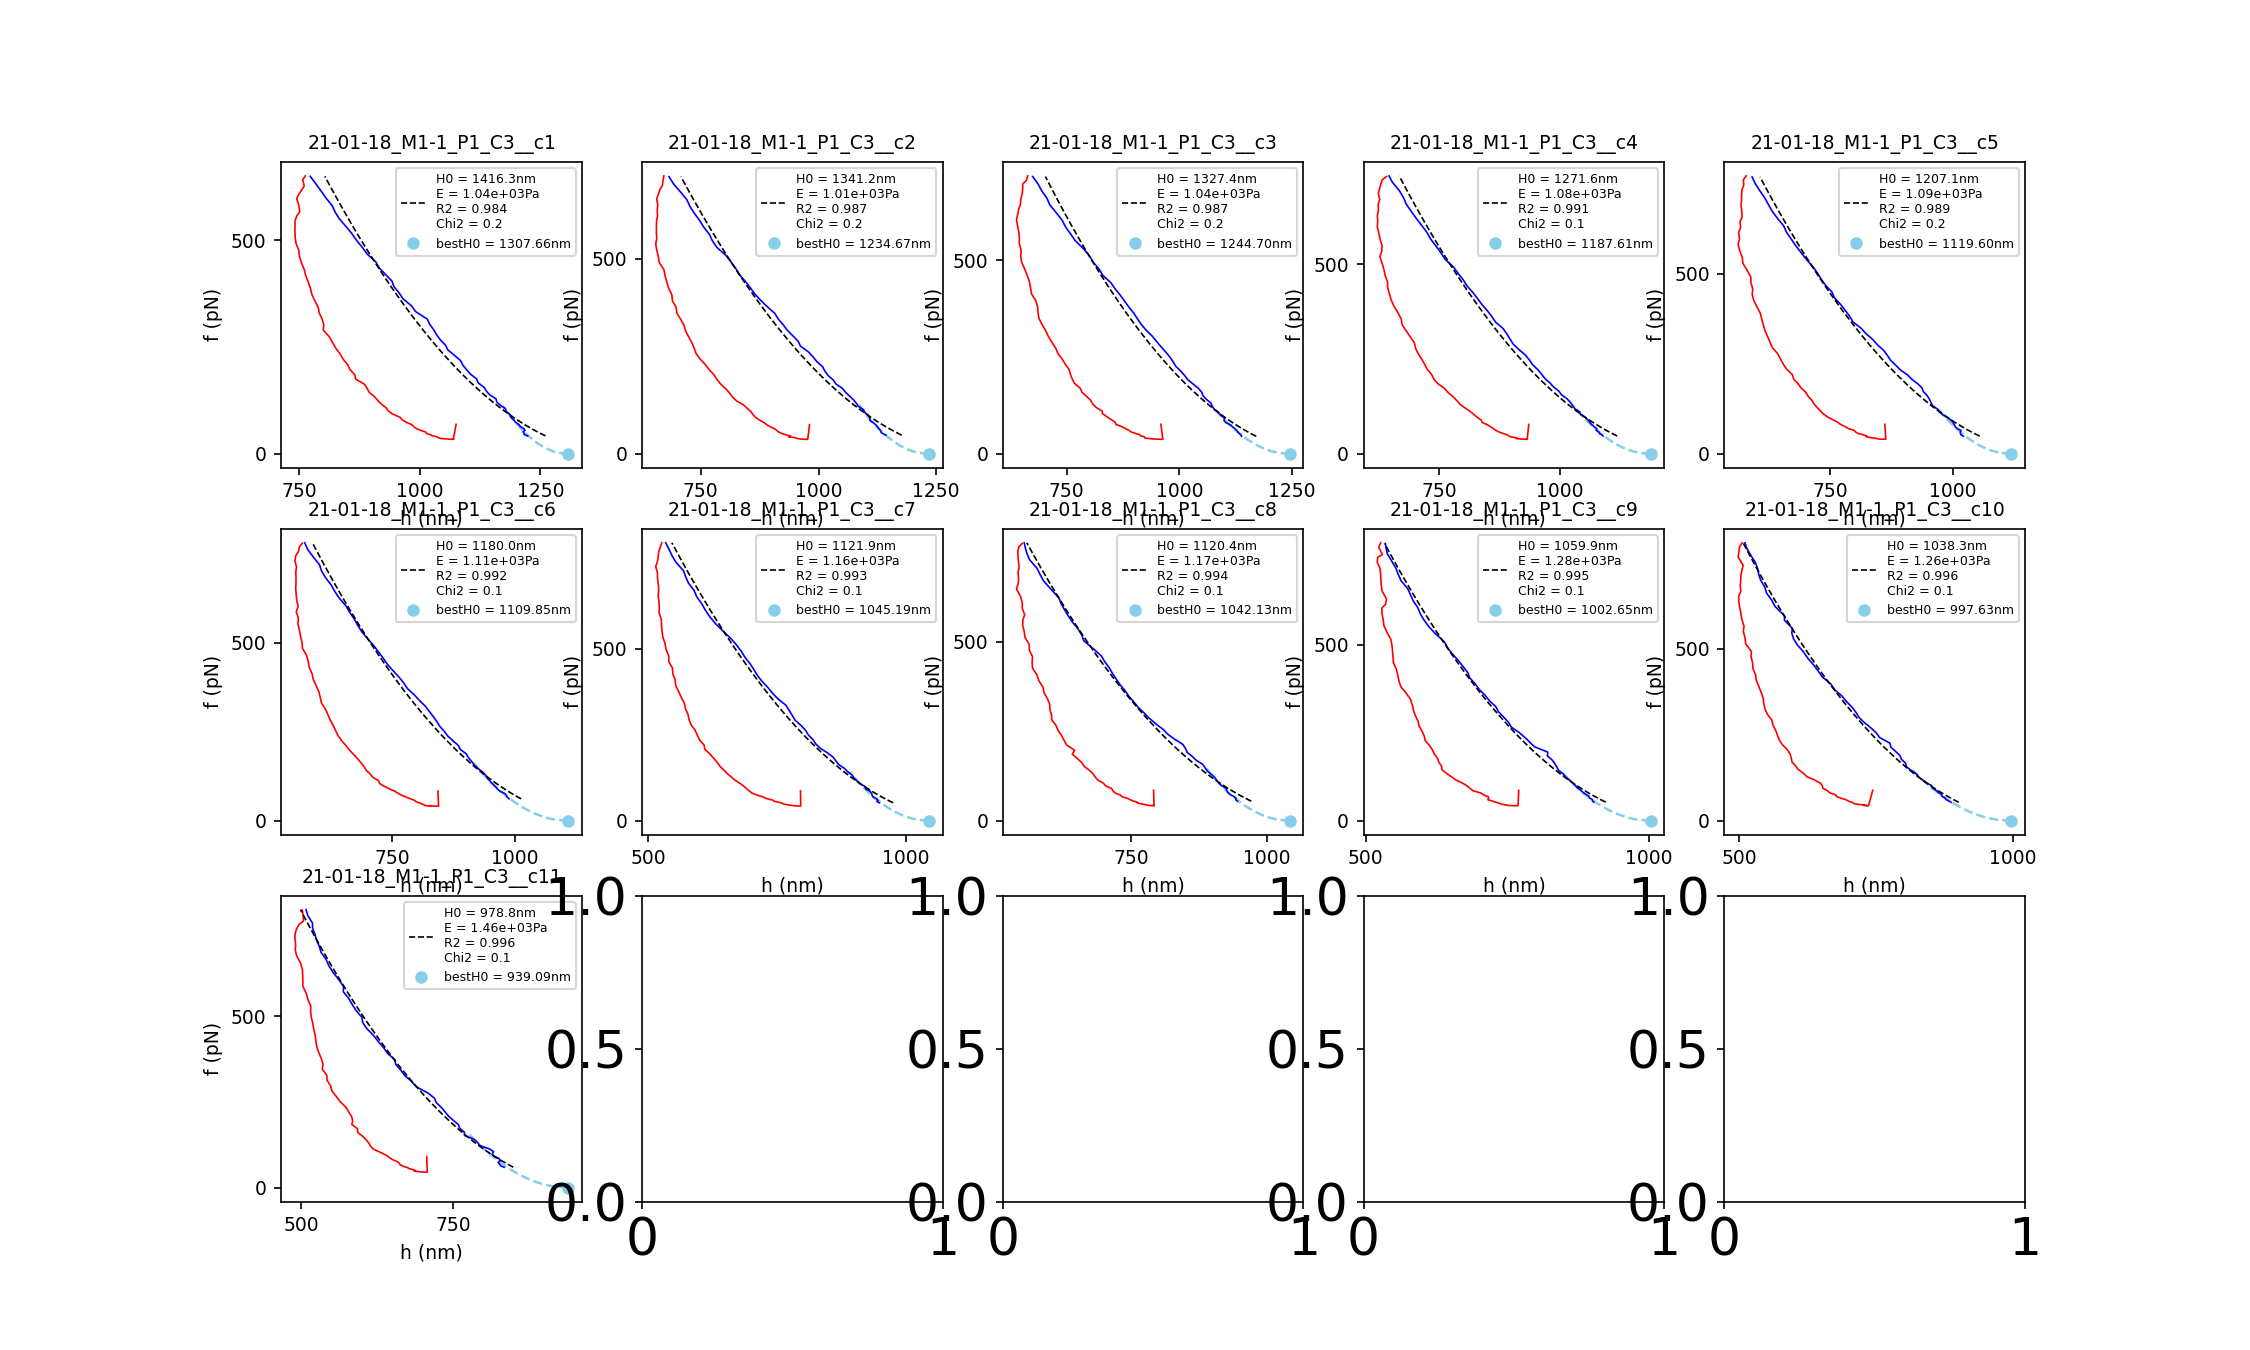 21-01-18_M1-1_P1_C3__c1
H0 = 1416.3nm
E = 1.04e+03Pa
R2 = 0.984
Chi2 = 0.2
bestH0 = 1307.66nm
f (pN)
500
0
750 1000 1250
h (nm)
21-01-18_M1-1_P1_C3__c2
H0 = 1341.2nm
E = 1.01e+03Pa
R2 = 0.987
Chi2 = 0.2
bestH0 = 1234.67nm
f (pN)
500
0
750 1000 1250
h (nm)
21-01-18_M1-1_P1_C3__c3
H0 = 1327.4nm
E = 1.04e+03Pa
R2 = 0.987
Chi2 = 0.2
bestH0 = 1244.70nm
f (pN)
500
0
750 1000 1250
h (nm)
21-01-18_M1-1_P1_C3__c4
H0 = 1271.6nm
E = 1.08e+03Pa
R2 = 0.991
Chi2 = 0.1
bestH0 = 1187.61nm
f (pN)
500
0
750 1000
h (nm)
21-01-18_M1-1_P1_C3__c5
H0 = 1207.1nm
E = 1.09e+03Pa
R2 = 0.989
Chi2 = 0.2
bestH0 = 1119.60nm
f (pN)
500
0
750 1000
h (nm)
21-01-18_M1-1_P1_C3__c6
H0 = 1180.0nm
E = 1.11e+03Pa
R2 = 0.992
Chi2 = 0.1
bestH0 = 1109.85nm
f (pN)
500
0
750 1000
h (nm)
21-01-18_M1-1_P1_C3__c7
H0 = 1121.9nm
E = 1.16e+03Pa
R2 = 0.993
Chi2 = 0.1
bestH0 = 1045.19nm
f (pN)
500
0
500 1000
h (nm)
21-01-18_M1-1_P1_C3__c8
H0 = 1120.4nm
E = 1.17e+03Pa
R2 = 0.994
Chi2 = 0.1
bestH0 = 1042.13nm
f (pN)
500
0
750 1000
h (nm)
21-01-18_M1-1_P1_C3__c9
H0 = 1059.9nm
E = 1.28e+03Pa
R2 = 0.995
Chi2 = 0.1
bestH0 = 1002.65nm
f (pN)
500
0
500 1000
h (nm)
21-01-18_M1-1_P1_C3__c10
H0 = 1038.3nm
E = 1.26e+03Pa
R2 = 0.996
Chi2 = 0.1
bestH0 = 997.63nm
f (pN)
500
0
500 1000
h (nm)
21-01-18_M1-1_P1_C3__c11
H0 = 978.8nm
E = 1.46e+03Pa
R2 = 0.996
Chi2 = 0.1
bestH0 = 939.09nm
f (pN)
500
0
500 750
h (nm)
1.0
0.5
0.0
0 1
1.0
0.5
0.0
0 1
1.0
0.5
0.0
0 1
1.0
0.5
0.0
0 1